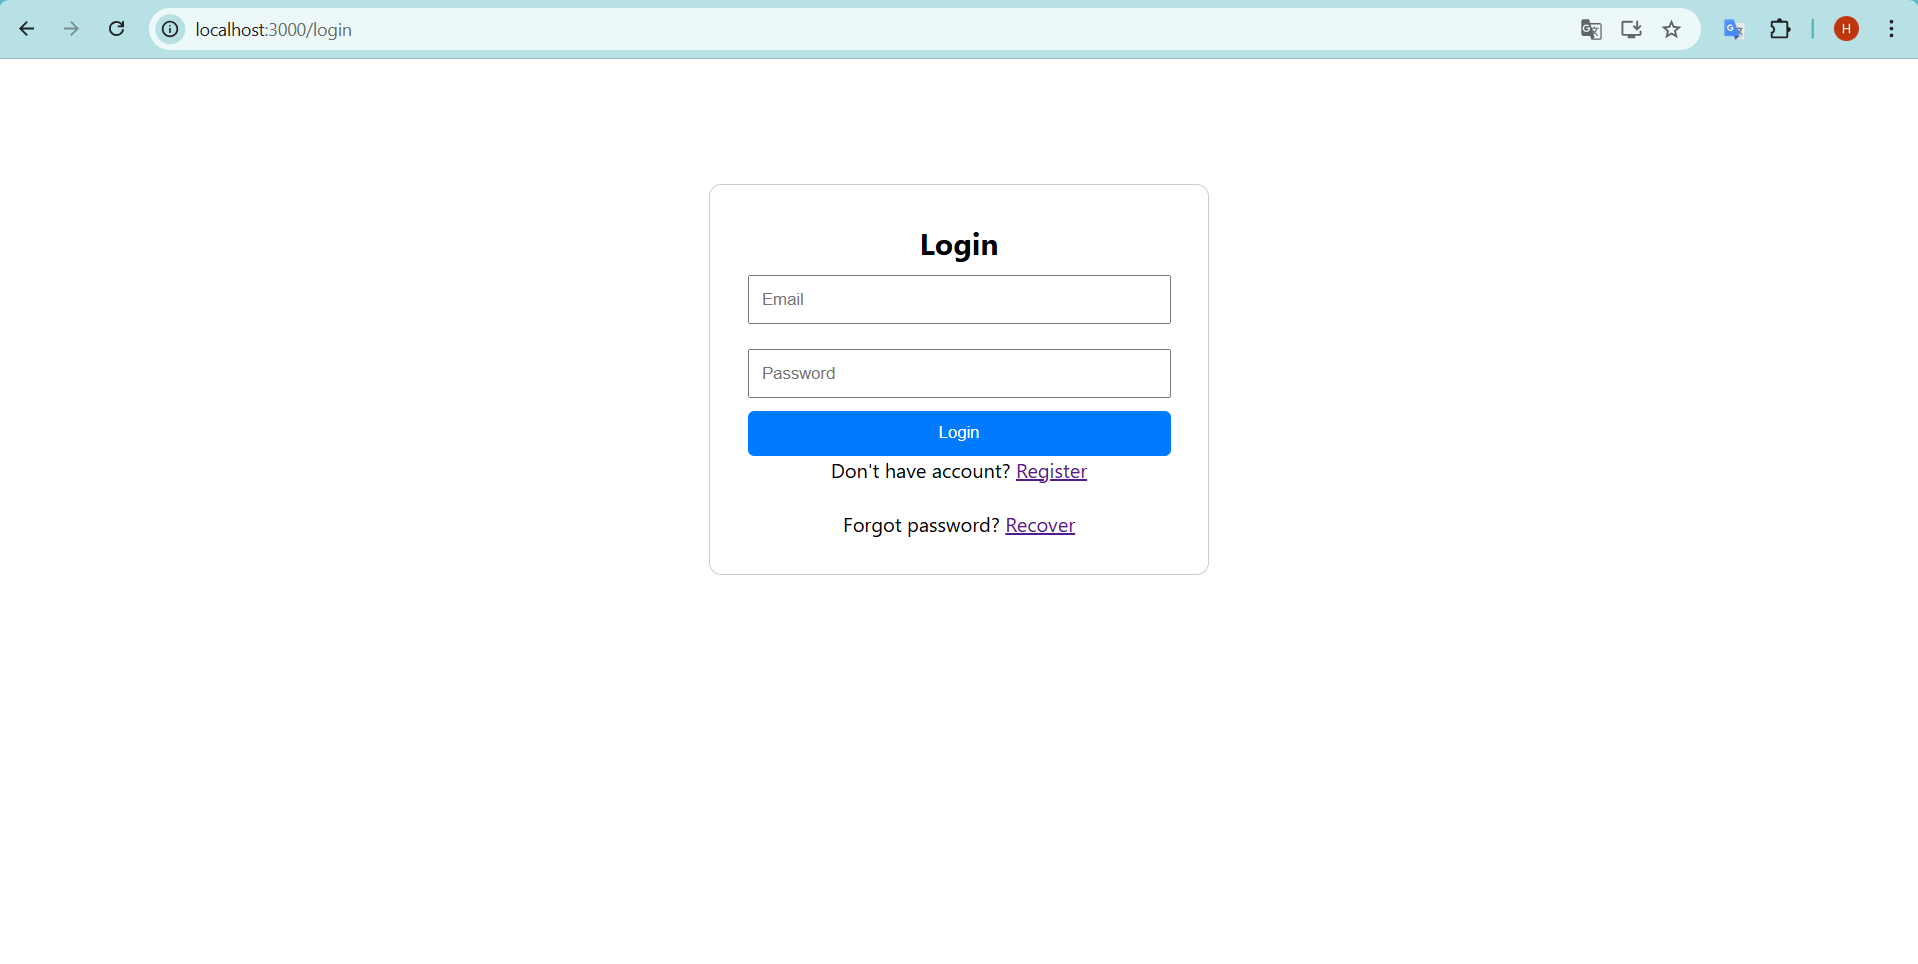 localhost:3000/login
H
Login
Email
Password
Login
Don't have account? Register
Forgot password? Recover